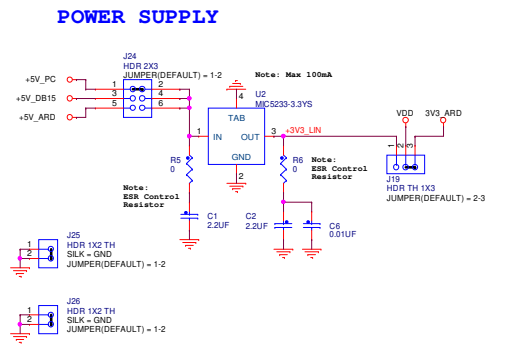 POWER SUPPLY
J24
HDR 2X3
JUMPER(DEFAULT) = 1-2
Note: Max 100mA
+5V_PC
1 2
+5V_DB15
3 4
+5V_ARD
5 6
4
U2
MIC5233-3.3YS
TAB
1 IN OUT 3
+3V3_LIN
GND
2
VDD 3V3_ARD
1 2 3
J19
HDR TH 1X3
JUMPER(DEFAULT) = 2-3
R5
0
Note:
ESR Control
Resistor
R6
0
Note:
ESR Control
Resistor
C1
2.2UF
C2
2.2UF
C6
0.01UF
J25
HDR 1X2 TH
SILK = GND
JUMPER(DEFAULT) = 1-2
1
2
J26
HDR 1X2 TH
SILK = GND
JUMPER(DEFAULT) = 1-2
1
2